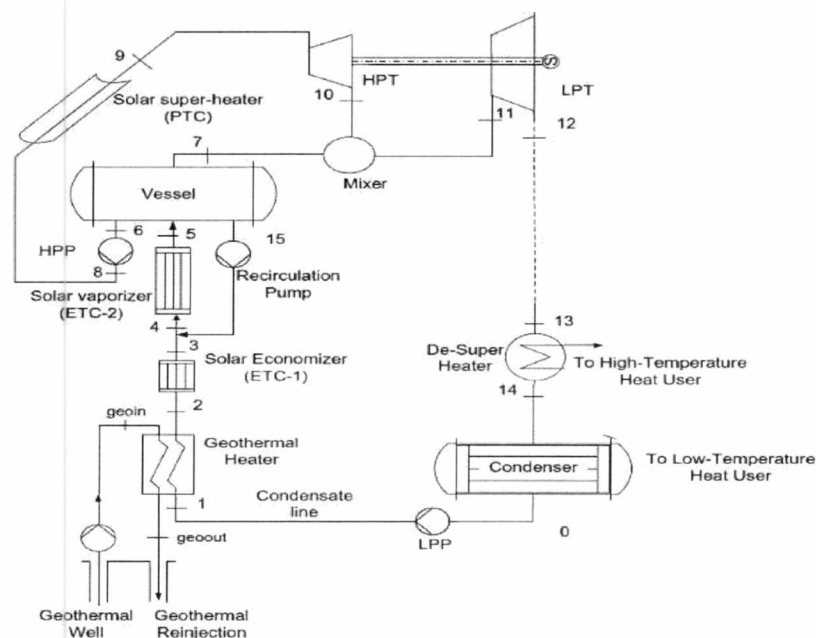 9
HPT
Solar super-heater
(PTC)
10
LPT
11
12
7
Mixer
Vessel
6
5
15
HPP
8
Recirculation
Pump
Solar vaporizer
(ETC-2)
4
3
13
De-Super
Heater
Solar Economizer
(ETC-1)
To High-Temperature
Heat User
14
2
geoin
Geothermal
Heater
Condenser
To Low-Temperature
Heat User
1
Condensate
line
LPP
0
geoout
Geothermal
Well
Geothermal
Reinjection
S